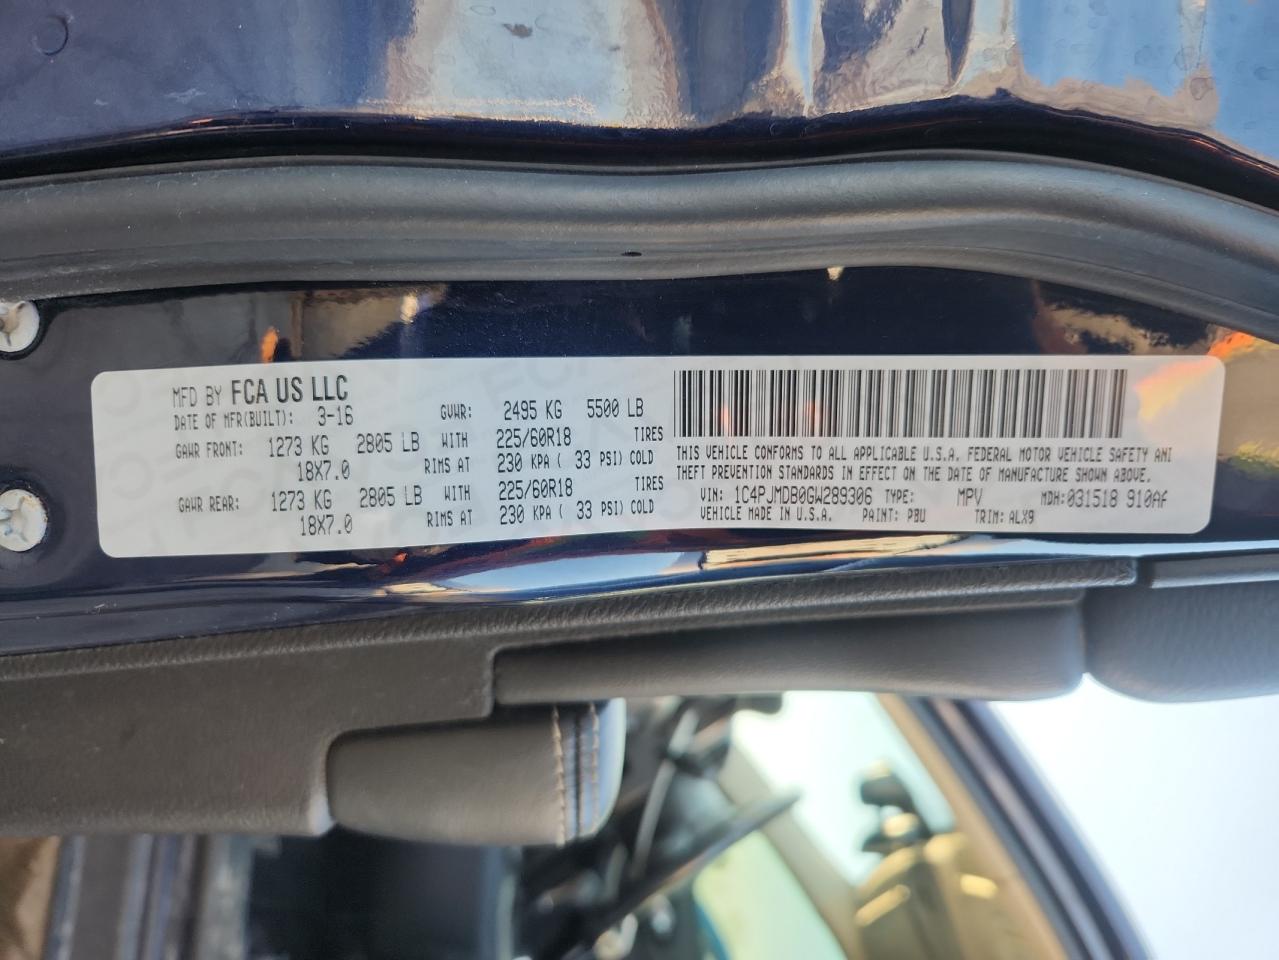 MFD BY FCA US LLC
DATE OF MFR(BUILT): 3-16 GVWR: 2495 KG 5500 LB
GAWR FRONT: 1273 KG 2805 LB WITH 225/60R18 TIRES
18X7.0 RIMS AT 230 KPA ( 33 PSI) COLD
GAWR REAR: 1273 KG 2805 LB WITH 225/60R18 TIRES
18X7.0 RIMS AT 230 KPA ( 33 PSI) COLD
THIS VEHICLE CONFORMS TO ALL APPLICABLE U.S.A. FEDERAL MOTOR VEHICLE SAFETY AND
THEFT PREVENTION STANDARDS IN EFFECT ON THE DATE OF MANUFACTURE SHOWN ABOVE.
VIN: 1C4PJMDB0GW289306 TYPE: MPV MDH: 031518 910AF
VEHICLE MADE IN U.S.A. PAINT: PBU TRIM: ALX9